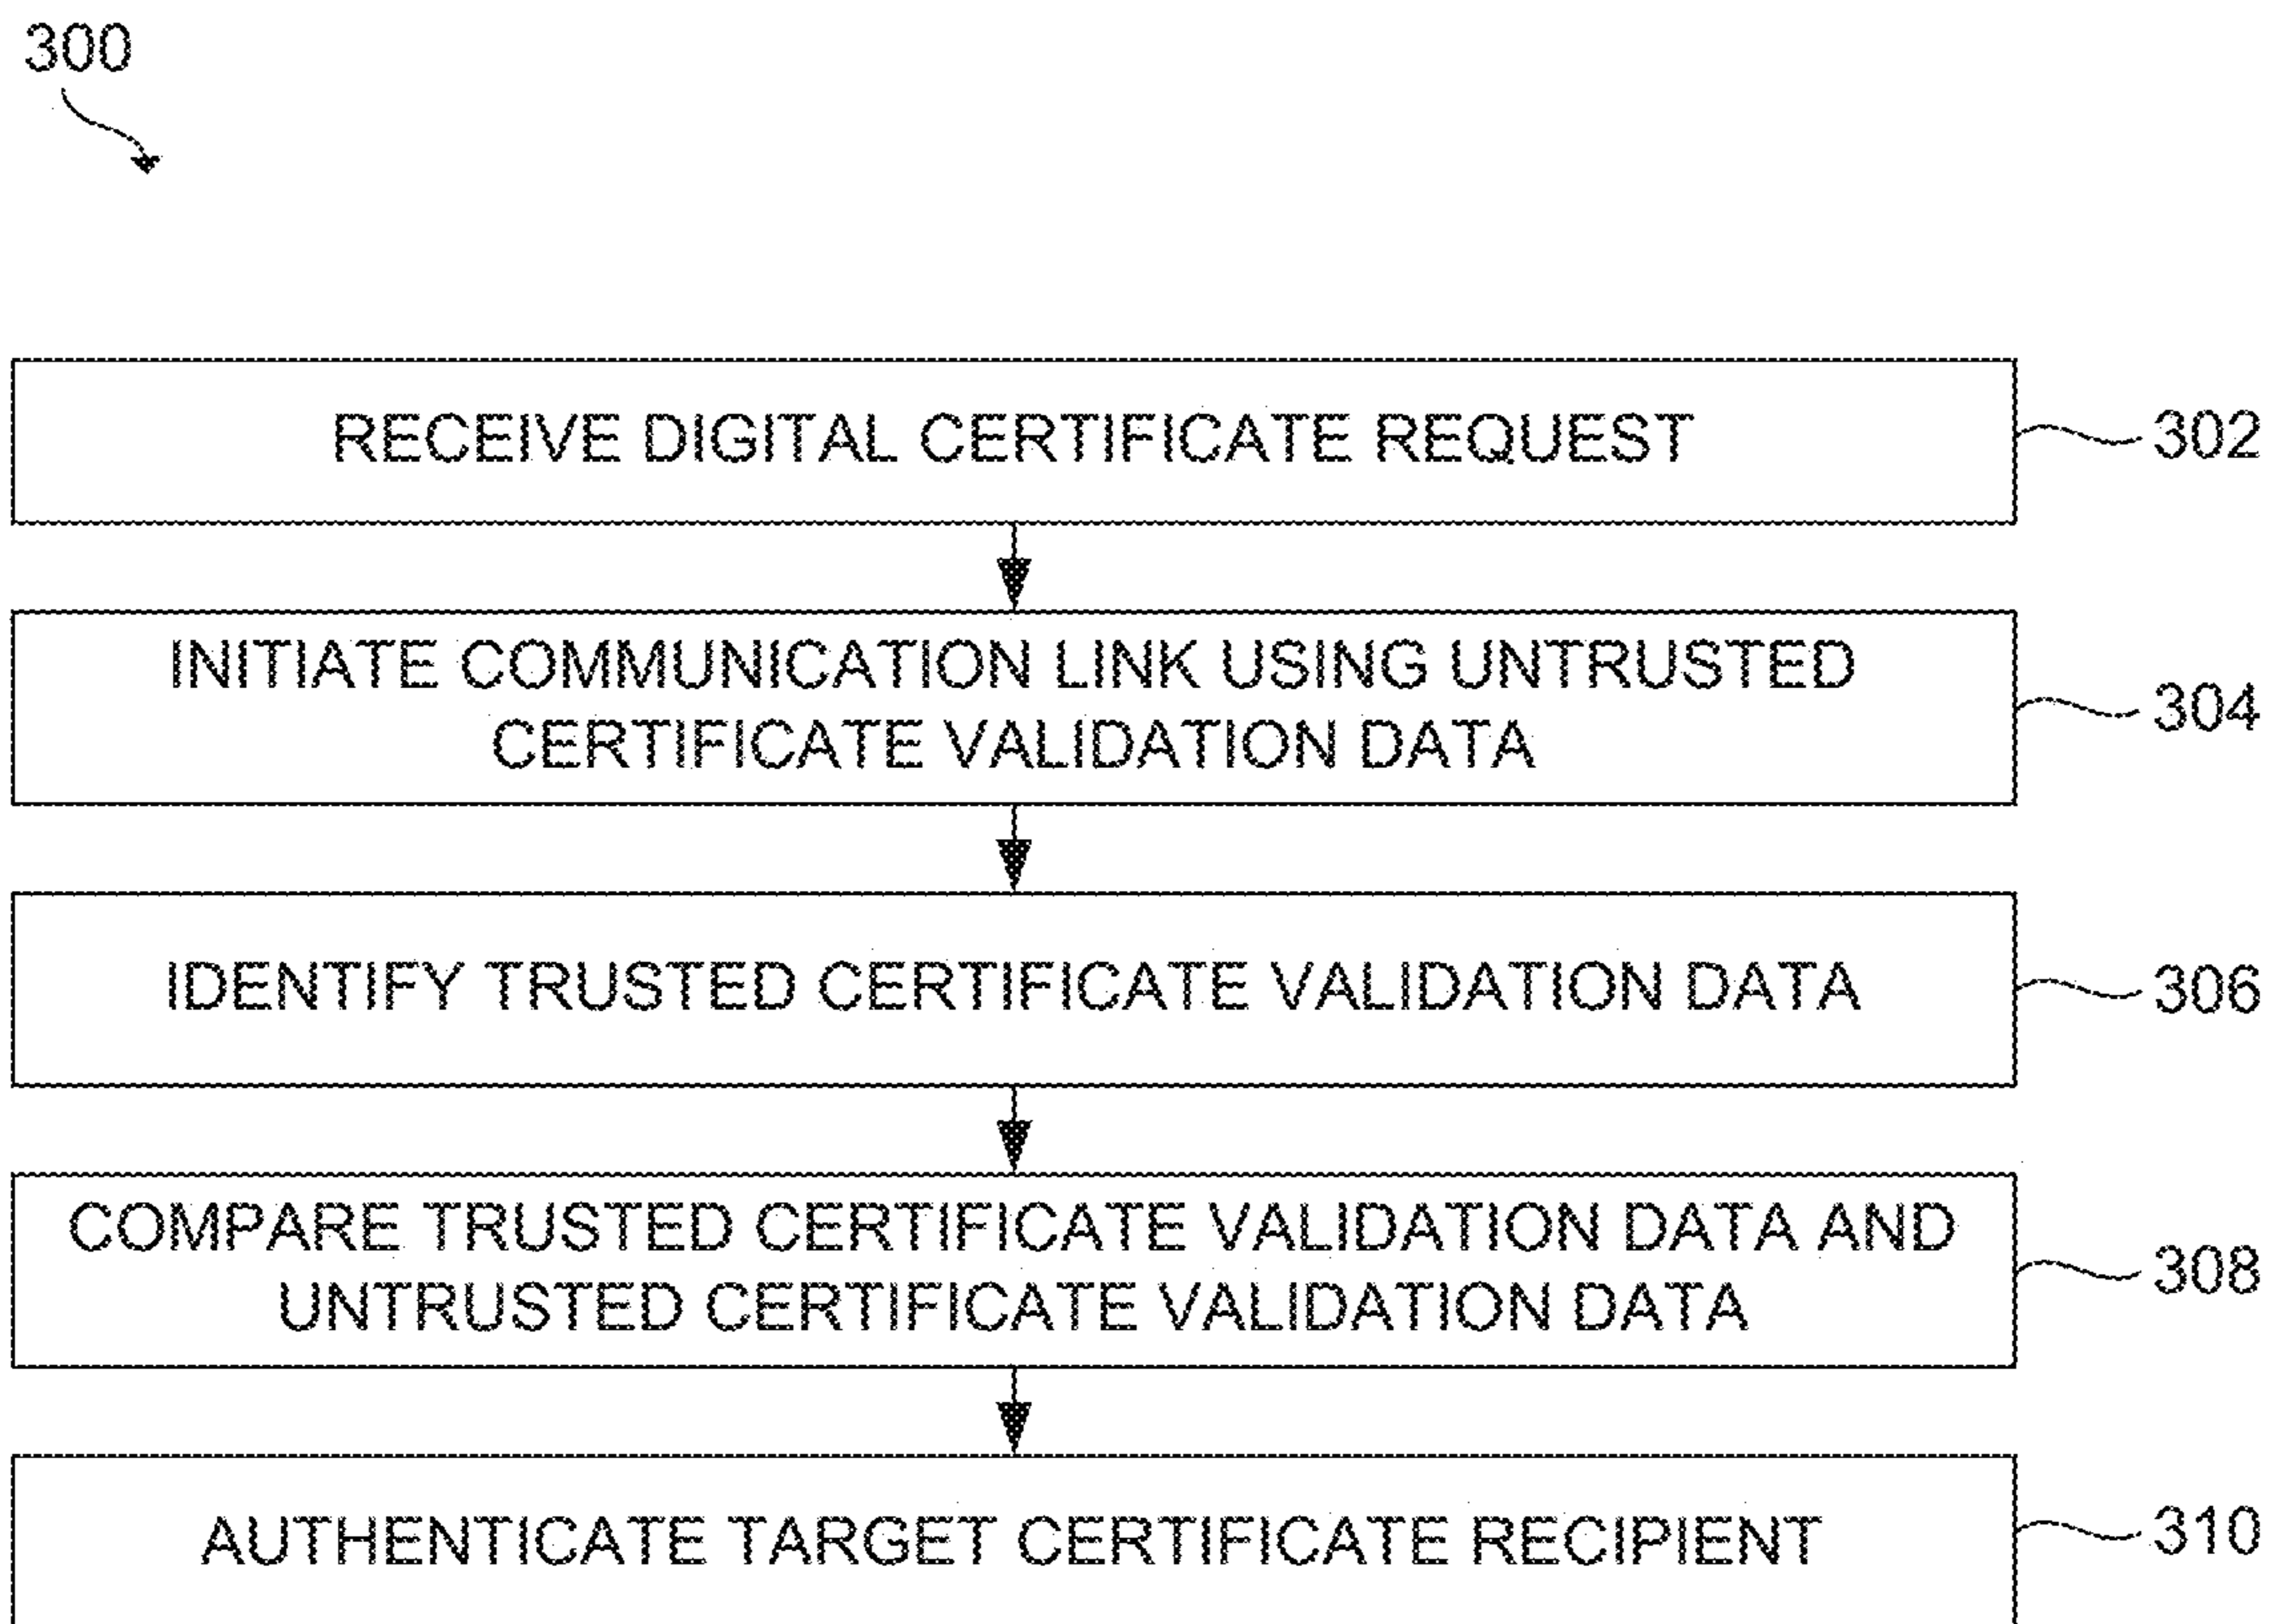 300
RECEIVE DIGITAL CERTIFICATE REQUEST
302
INITIATE COMMUNICATION LINK USING UNTRUSTED
CERTIFICATE VALIDATION DATA
304
IDENTIFY TRUSTED CERTIFICATE VALIDATION DATA
306
COMPARE TRUSTED CERTIFICATE VALIDATION DATA AND
UNTRUSTED CERTIFICATE VALIDATION DATA
308
AUTHENTICATE TARGET CERTIFICATE RECIPIENT
310